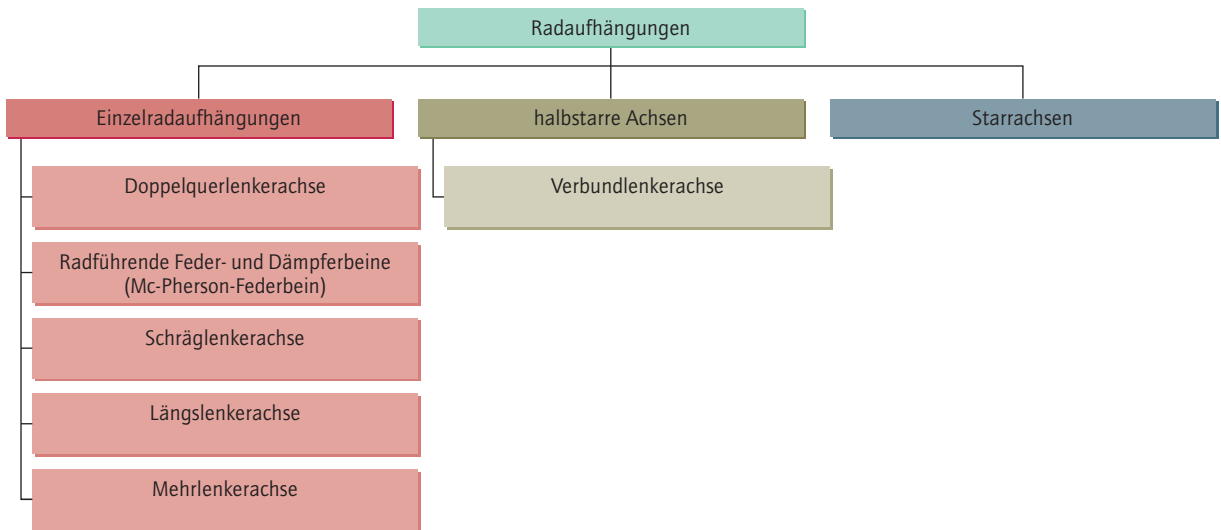 Radaufhängungen
Einzelradaufhängungen
halbstarre Achsen
Starrachsen
Doppelquerlenkerachse
Verbundlenkerachse
Radführende Feder- und Dämpferbeine
(Mc-Pherson-Federbein)
Schräglenkerachse
Längslenkerachse
Mehrlenkerachse